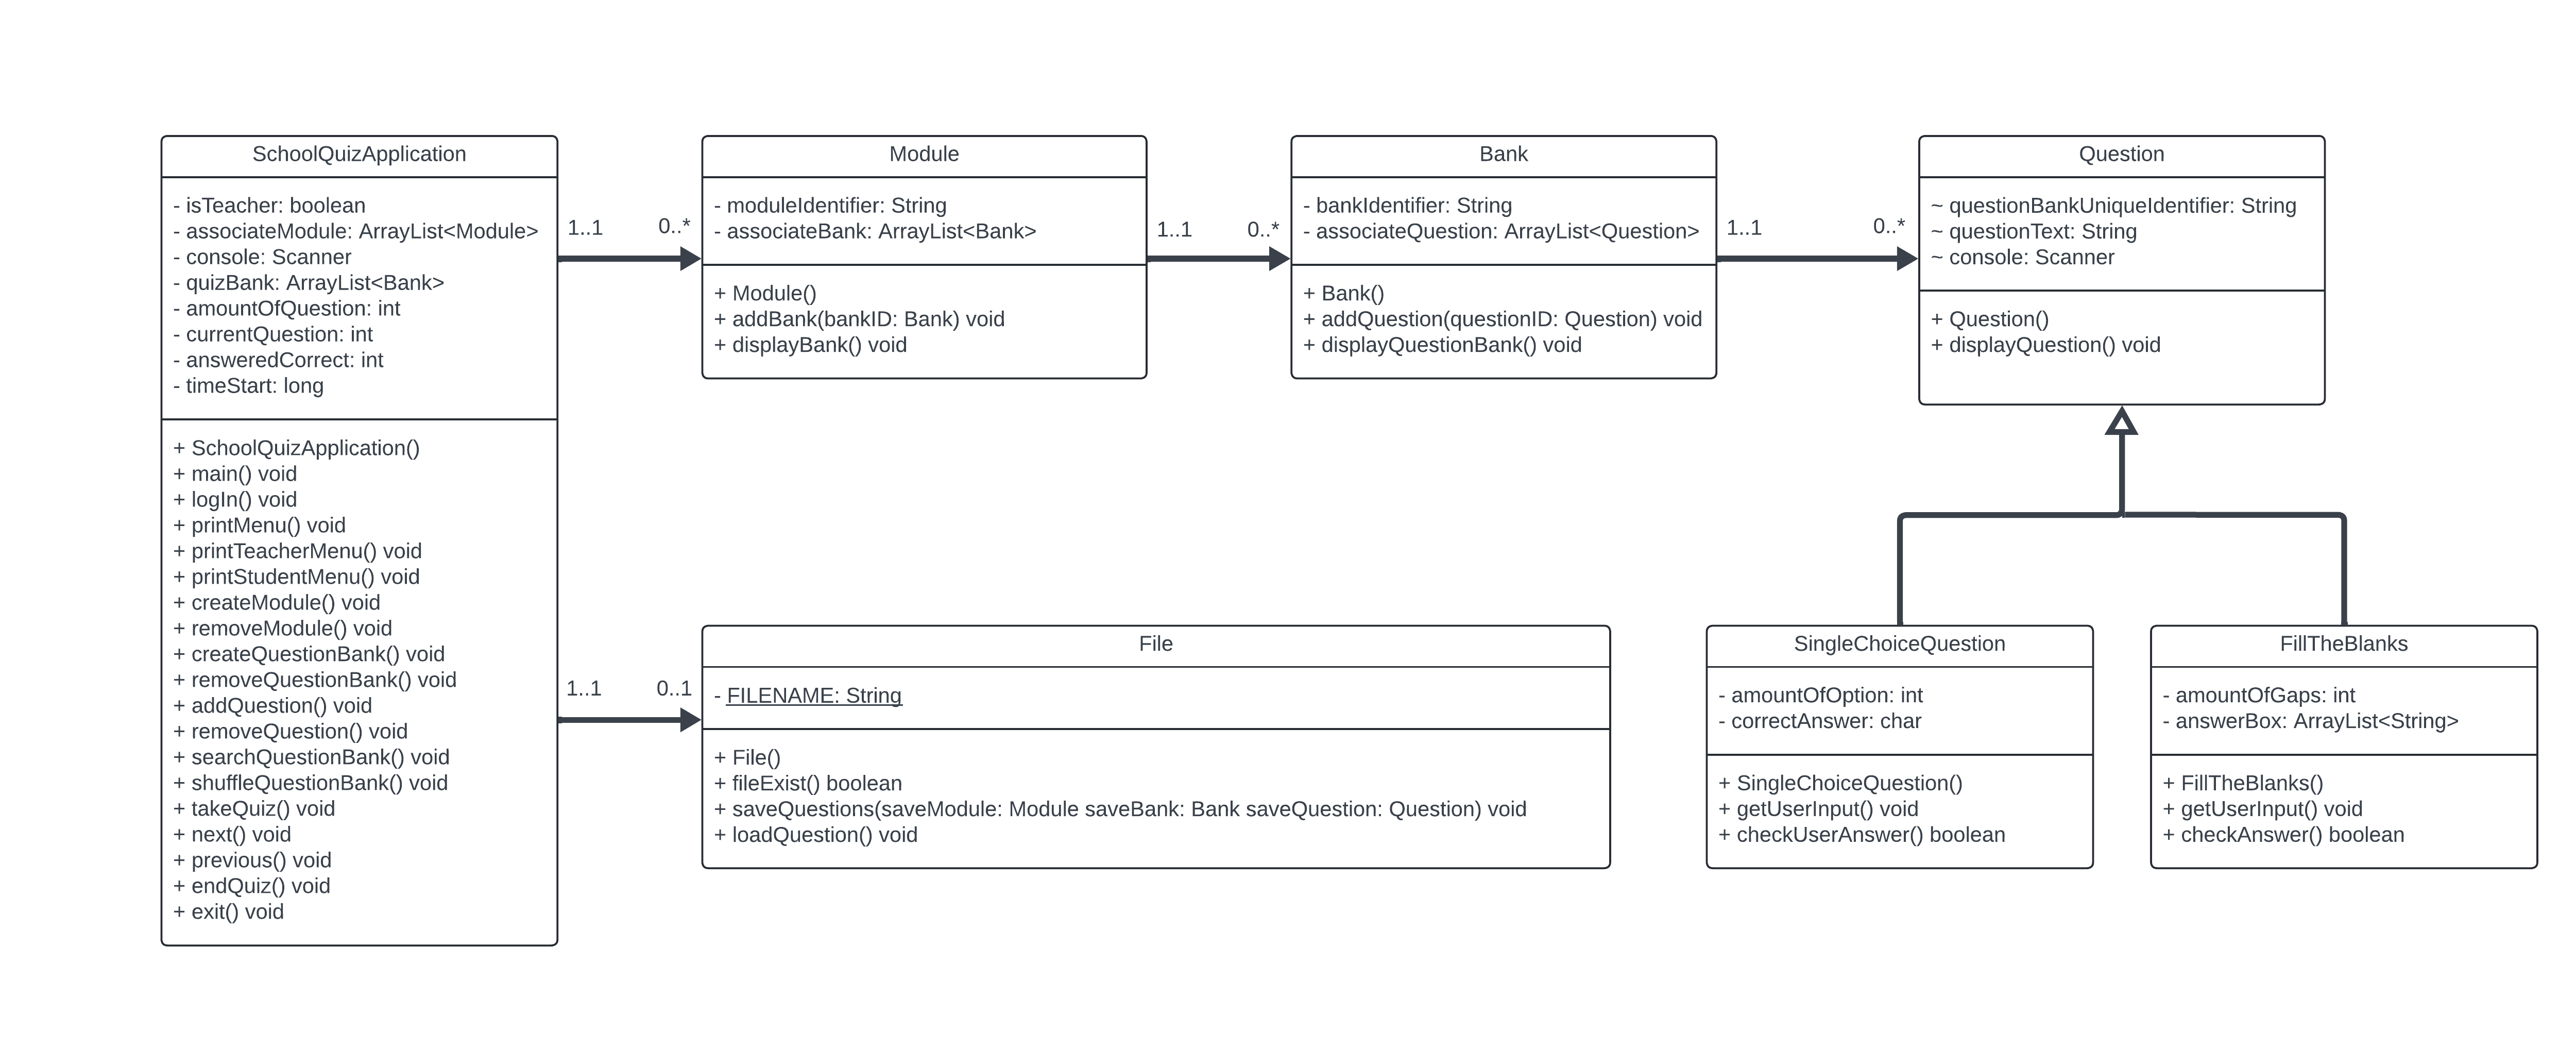 SchoolQuizApplication
- isTeacher: boolean
- associateModule: ArrayList<Module>
- console: Scanner
- quizBank: ArrayList<Bank>
- amountOfQuestion: int
- currentQuestion: int
- answeredCorrect: int
- timeStart: long
+ SchoolQuizApplication()
+ main() void
+ logIn() void
+ printMenu() void
+ printTeacherMenu() void
+ printStudentMenu() void
+ createModule() void
+ removeModule() void
+ createQuestionBank() void
+ removeQuestionBank() void
+ addQuestion() void
+ removeQuestion() void
+ searchQuestionBank() void
+ shuffleQuestionBank() void
+ takeQuiz() void
+ next() void
+ previous() void
+ endQuiz() void
+ exit() void
1..1
0..*
Module
- moduleIdentifier: String
- associateBank: ArrayList<Bank>
+ Module()
+ addBank(bankID: Bank) void
+ displayBank() void
1..1
0..*
Bank
- bankIdentifier: String
- associateQuestion: ArrayList<Question>
+ Bank()
+ addQuestion(questionID: Question) void
+ displayQuestionBank() void
1..1
0..*
Question
~ questionBankUniqueIdentifier: String
~ questionText: String
~ console: Scanner
+ Question()
+ displayQuestion() void
1..1
0..1
File
- FILENAME: String
+ File()
+ fileExist() boolean
+ saveQuestions(saveModule: Module saveBank: Bank saveQuestion: Question) void
+ loadQuestion() void
SingleChoiceQuestion
- amountOfOption: int
- correctAnswer: char
+ SingleChoiceQuestion()
+ getUserInput() void
+ checkUserAnswer() boolean
FillTheBlanks
- amountOfGaps: int
- answerBox: ArrayList<String>
+ FillTheBlanks()
+ getUserInput() void
+ checkAnswer() boolean